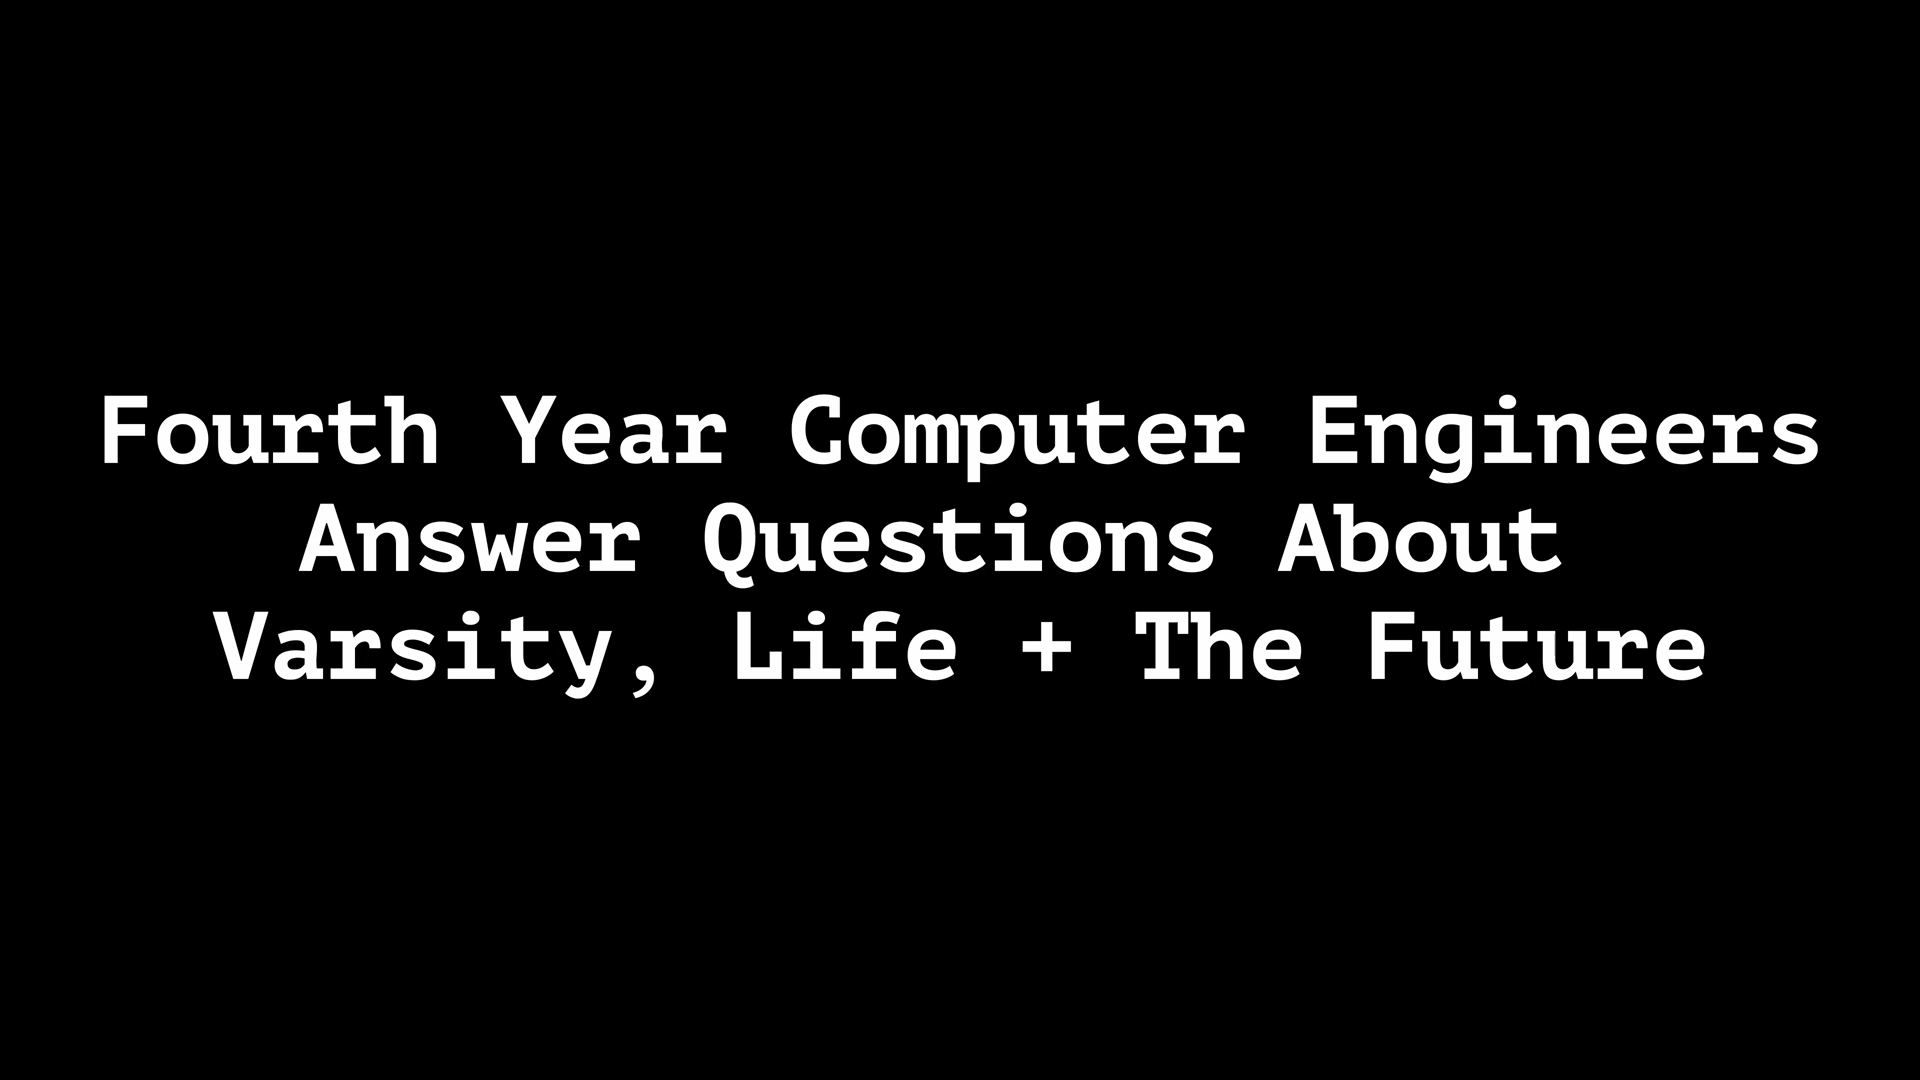 Fourth Year Computer Engineers
Answer Questions About
Varsity, Life + The Future